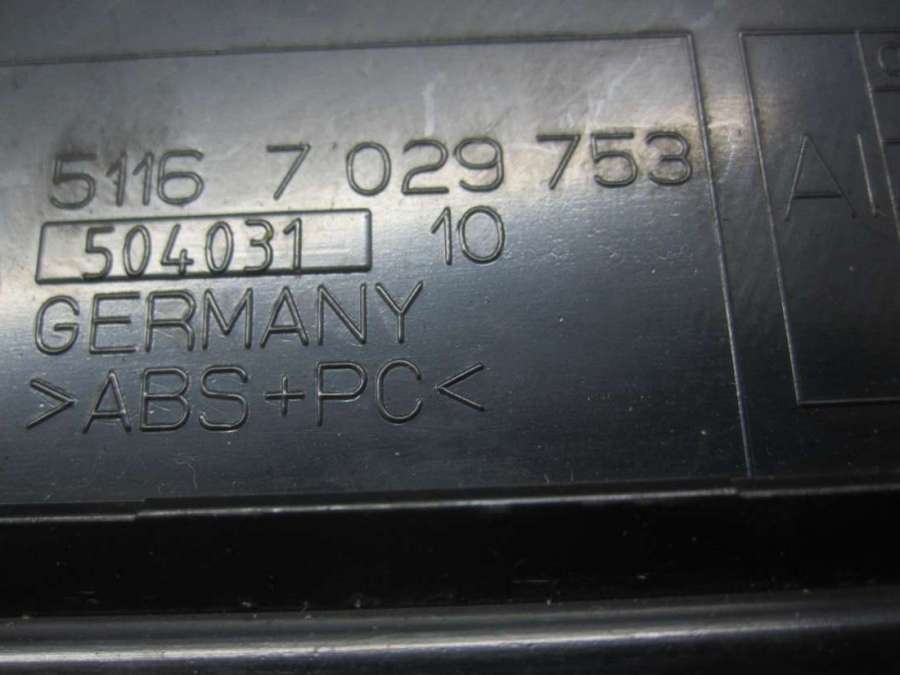 5116 7 029 753
504031 10
GERMANY
>ABS+PC<